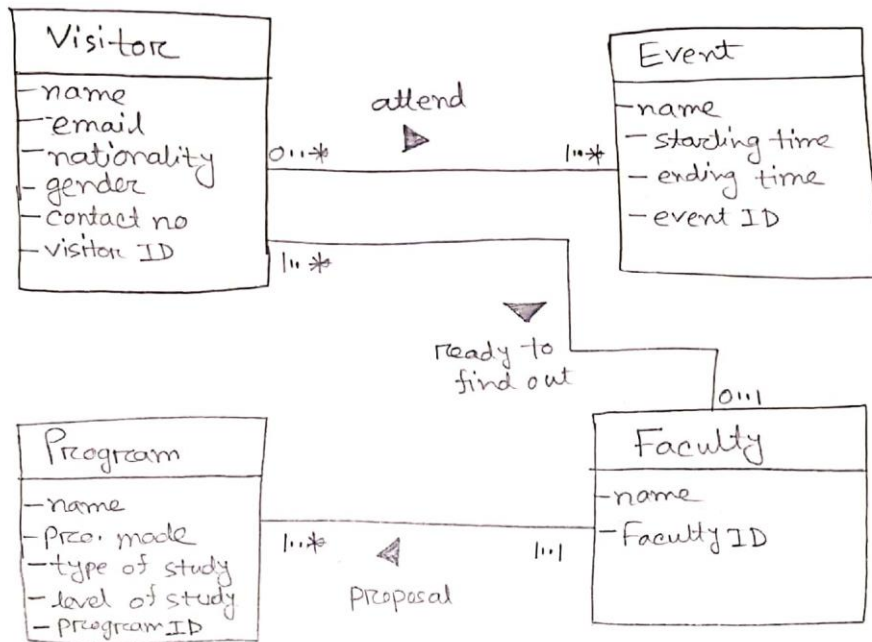 Visitor
-name
-email
-nationality
-gender
-contact no
-visitor ID
attend
0..*
1..*
Event
-name
-starting time
-ending time
-event ID
1..*
ready to
find out
0..1
Program
-name
-pro. mode
-type of study
-level of study
-program ID
1..*
proposal
1..1
Faculty
-name
-Faculty ID